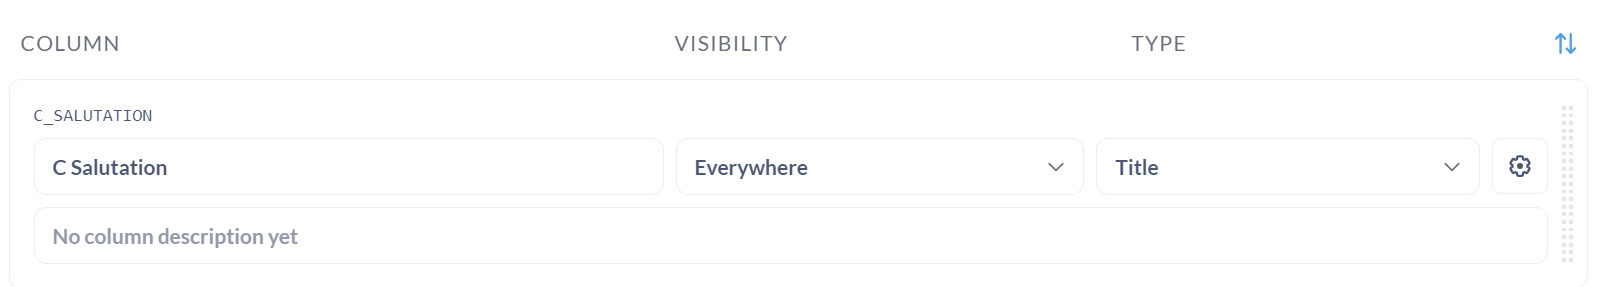 COLUMN VISIBILITY TYPE
C_SALUTATION
C Salutation Everywhere Title
No column description yet